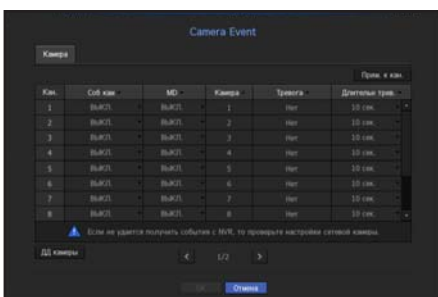 Camera Event
Камера
Прим. к кан.
Кан. Соб кам MD Камера Тревога Длительн трев.
1 ВЫКЛ. ВЫКЛ. 1 Нет 10 сек.
2 ВЫКЛ. ВЫКЛ. 2 Нет 10 сек.
3 ВЫКЛ. ВЫКЛ. 3 Нет 10 сек.
4 ВЫКЛ. ВЫКЛ. 4 Нет 10 сек.
5 ВЫКЛ. ВЫКЛ. 5 Нет 10 сек.
6 ВЫКЛ. ВЫКЛ. 6 Нет 10 сек.
7 ВЫКЛ. ВЫКЛ. 7 Нет 10 сек.
8 ВЫКЛ. ВЫКЛ. 8 Нет 10 сек.
Если не удается получить события с NVR, то проверьте настройки сетевой камеры.
ДД камеры < 1/2 >
OK Отмена